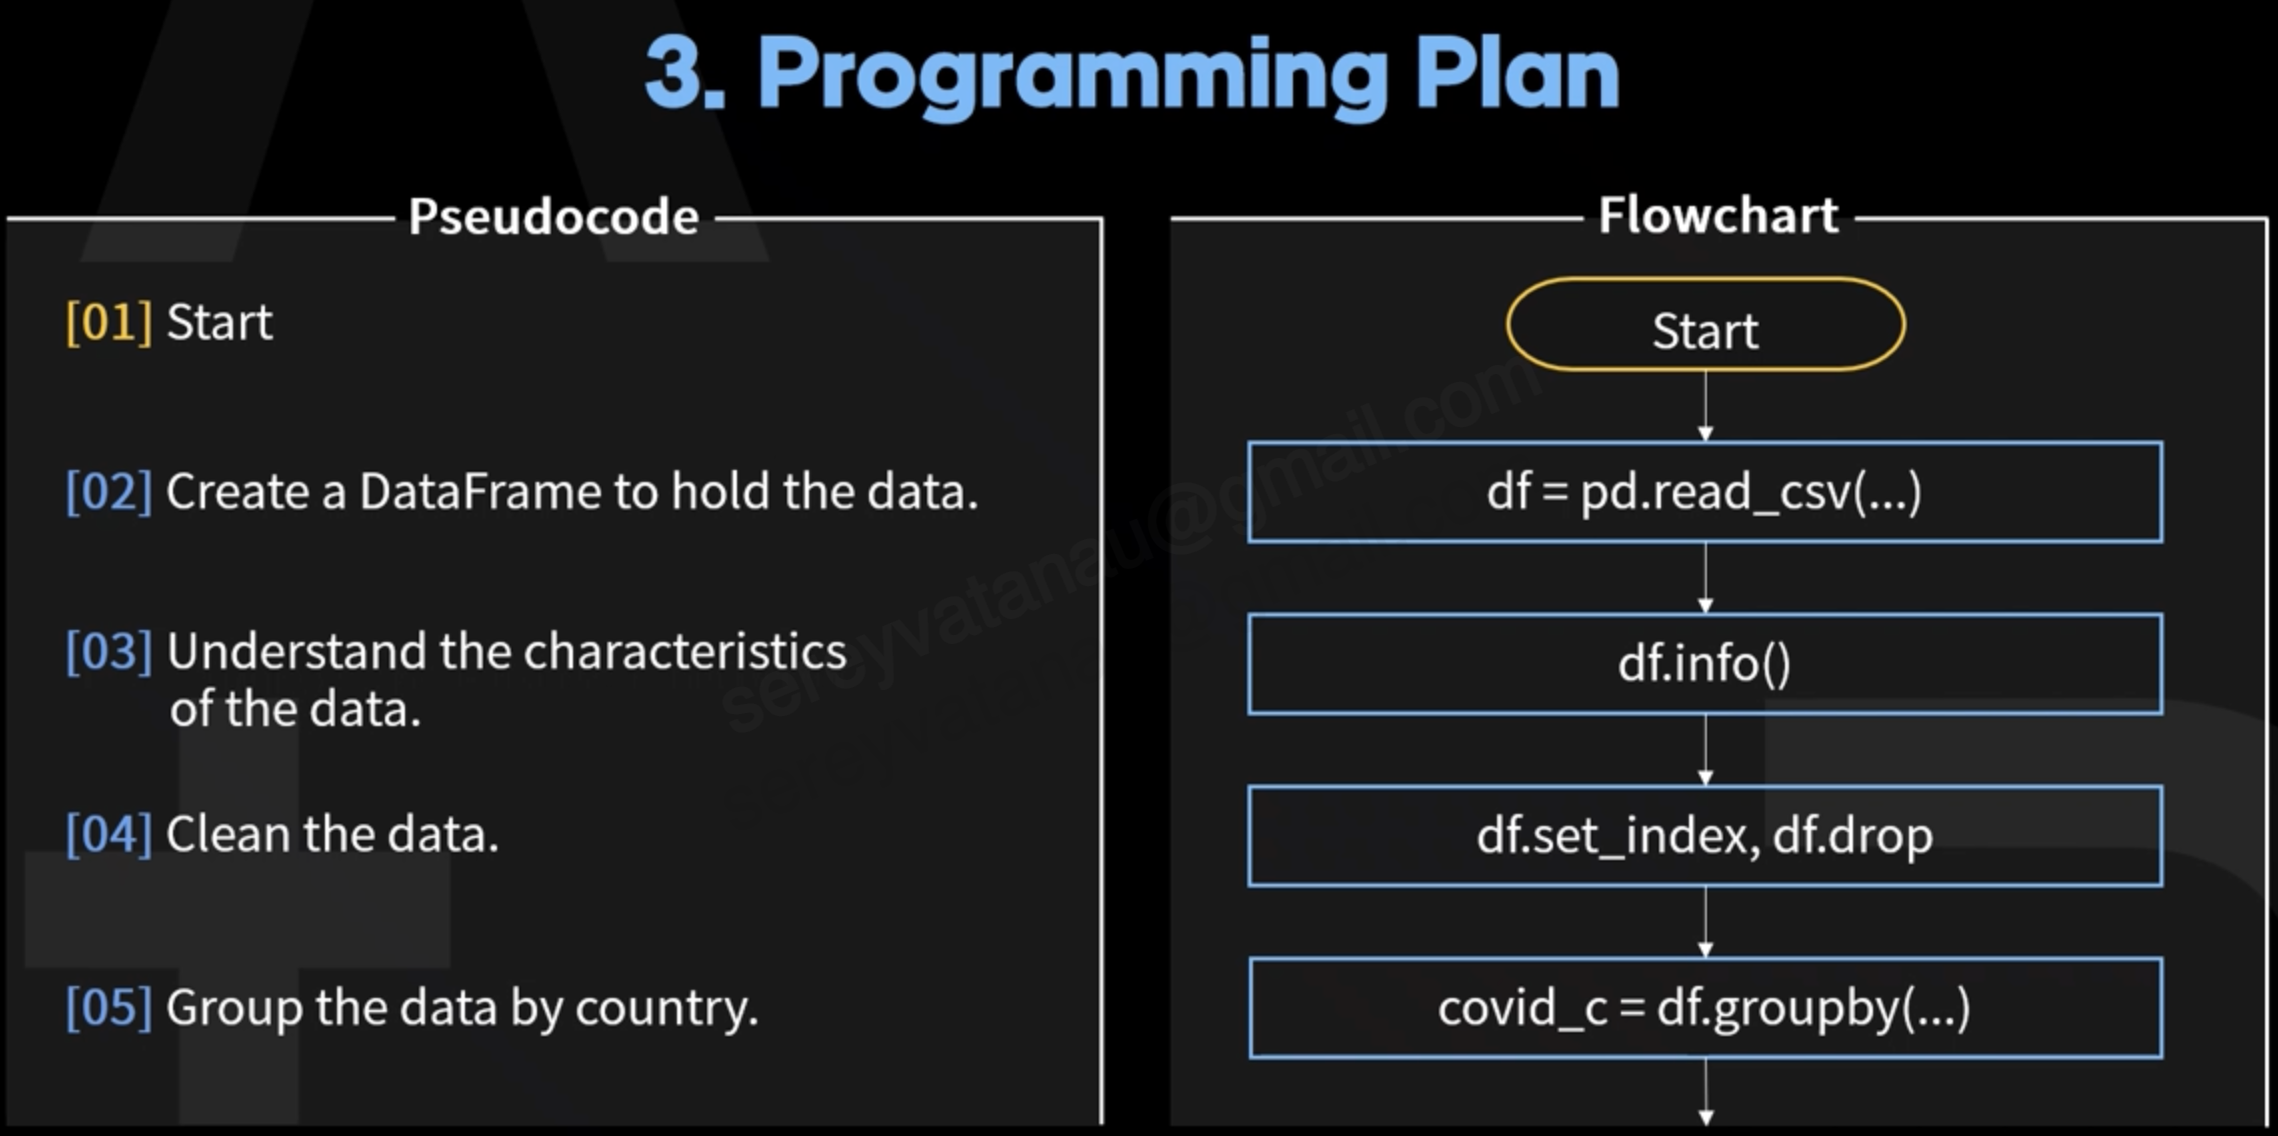 3. Programming Plan
Pseudocode
[01] Start
[02] Create a DataFrame to hold the data.
[03] Understand the characteristics
of the data.
[04] Clean the data.
[05] Group the data by country.
Flowchart
Start
df = pd.read_csv(...)
df.info()
df.set_index, df.drop
covid_c = df.groupby(...)
sereyvatanau@gmail.com